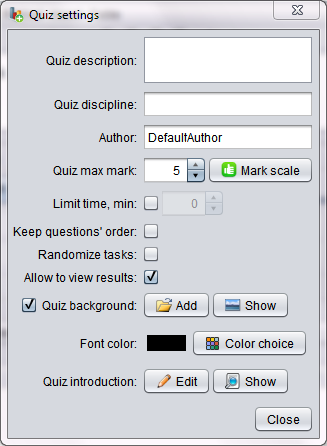 Quiz settings
Quiz description:
Quiz discipline:
Author: DefaultAuthor
Quiz max mark: 5 Mark scale
Limit time, min: 0
Keep questions' order:
Randomize tasks:
Allow to view results:
Quiz background: Add Show
Font color: Color choice
Quiz introduction: Edit Show
Close